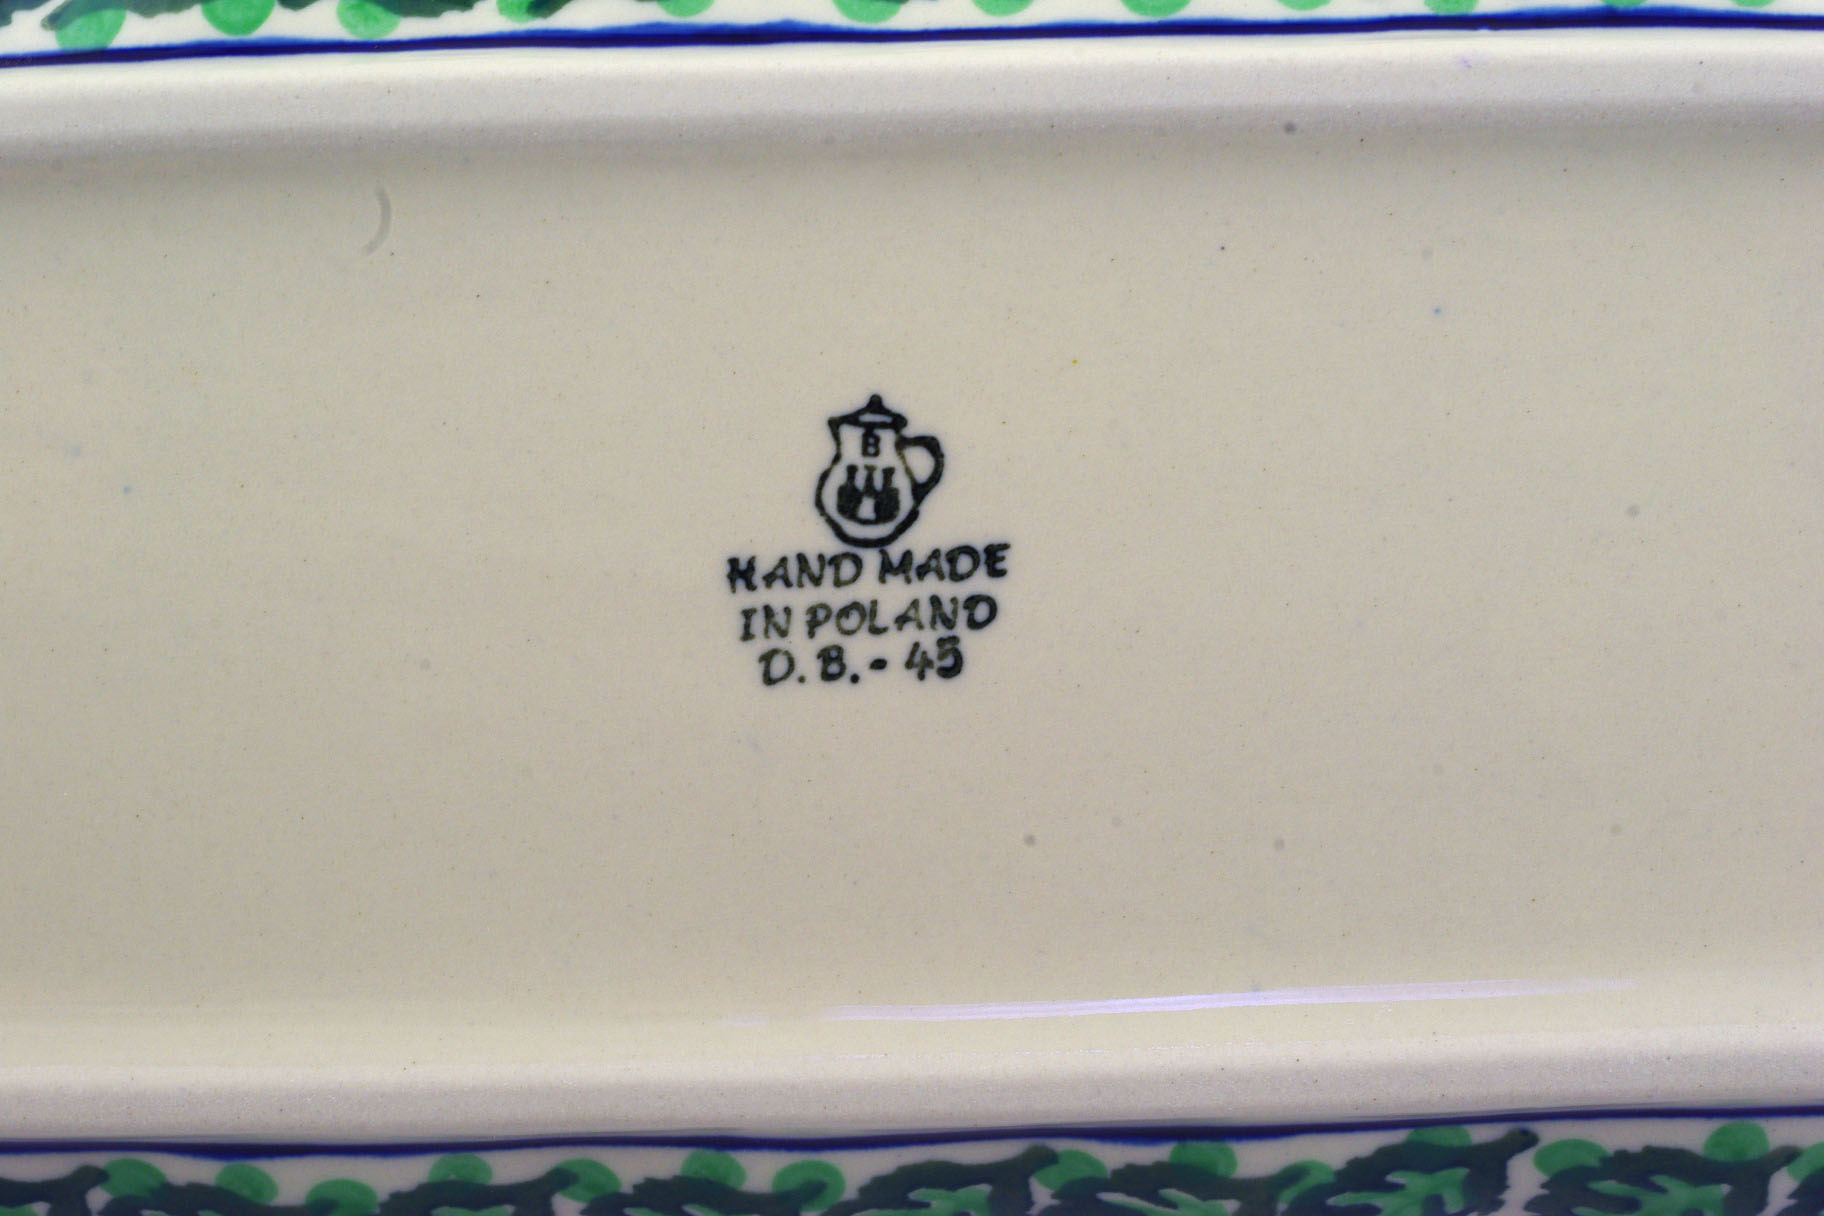 B
HAND MADE
IN POLAND
D.B.-45